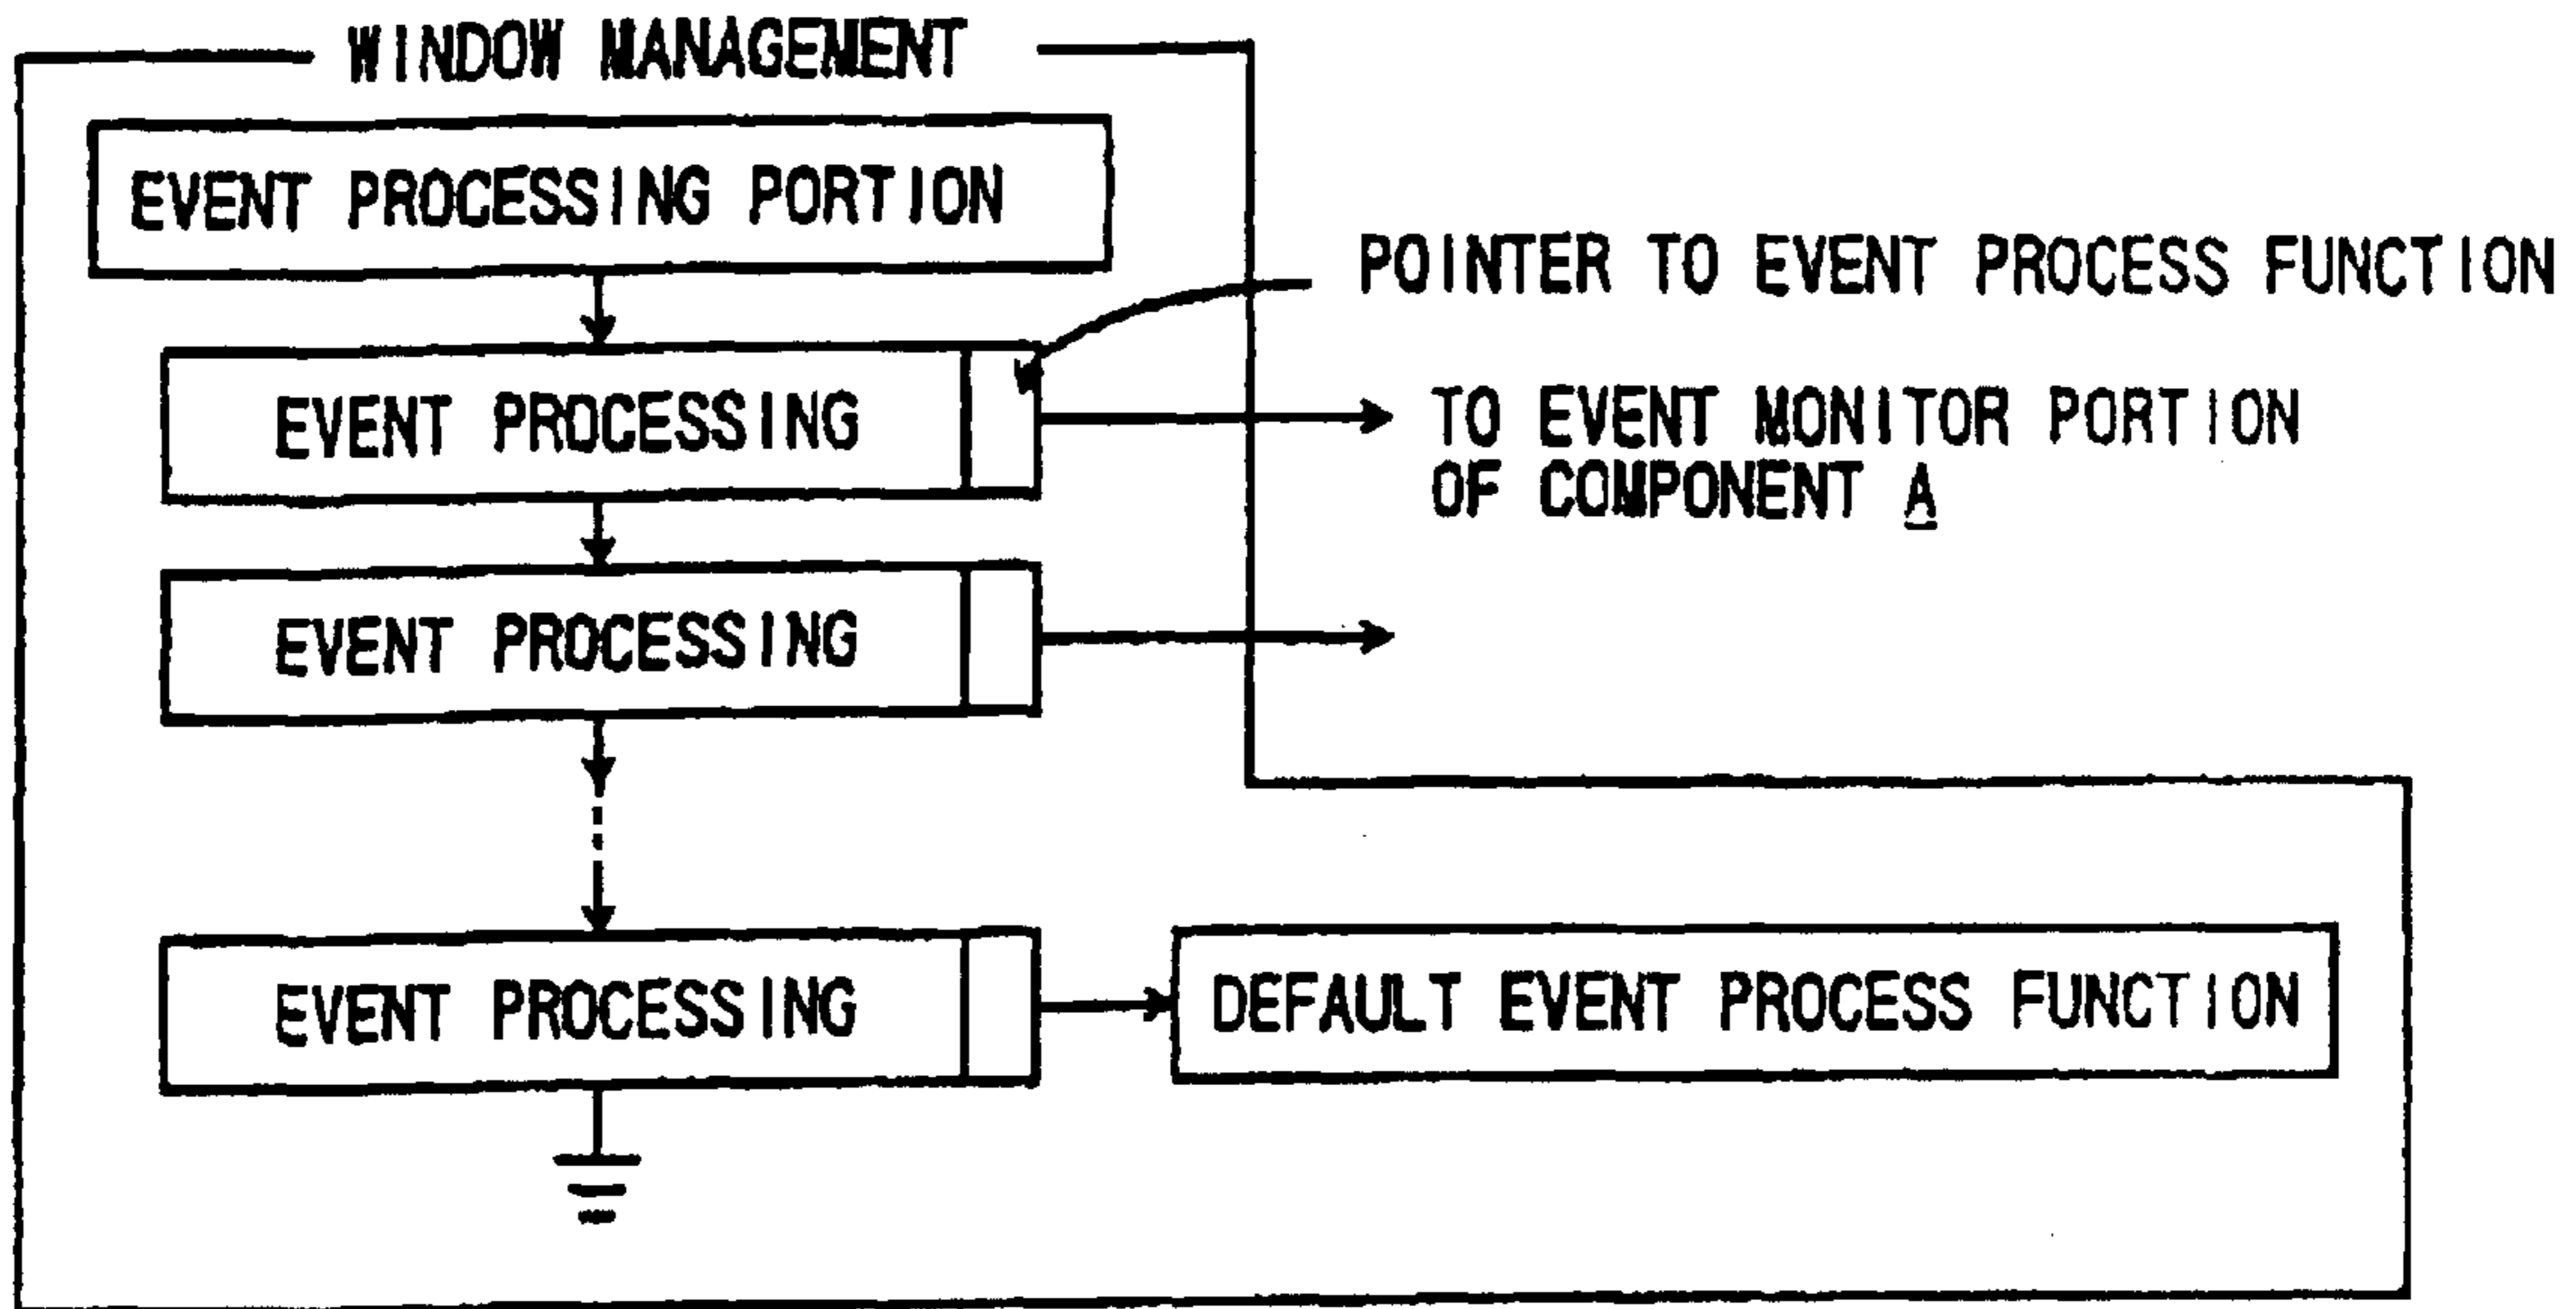 WINDOW MANAGEMENT
EVENT PROCESSING PORTION
POINTER TO EVENT PROCESS FUNCTION
EVENT PROCESSING
TO EVENT MONITOR PORTION
OF COMPONENT A
EVENT PROCESSING
EVENT PROCESSING
DEFAULT EVENT PROCESS FUNCTION